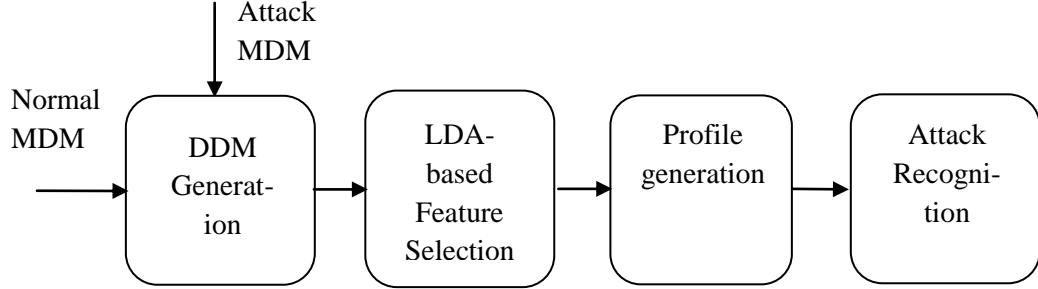 Attack
MDM
Normal
MDM
DDM
Generat-
ion
LDA-
based
Feature
Selection
Profile
generation
Attack
Recogni-
tion